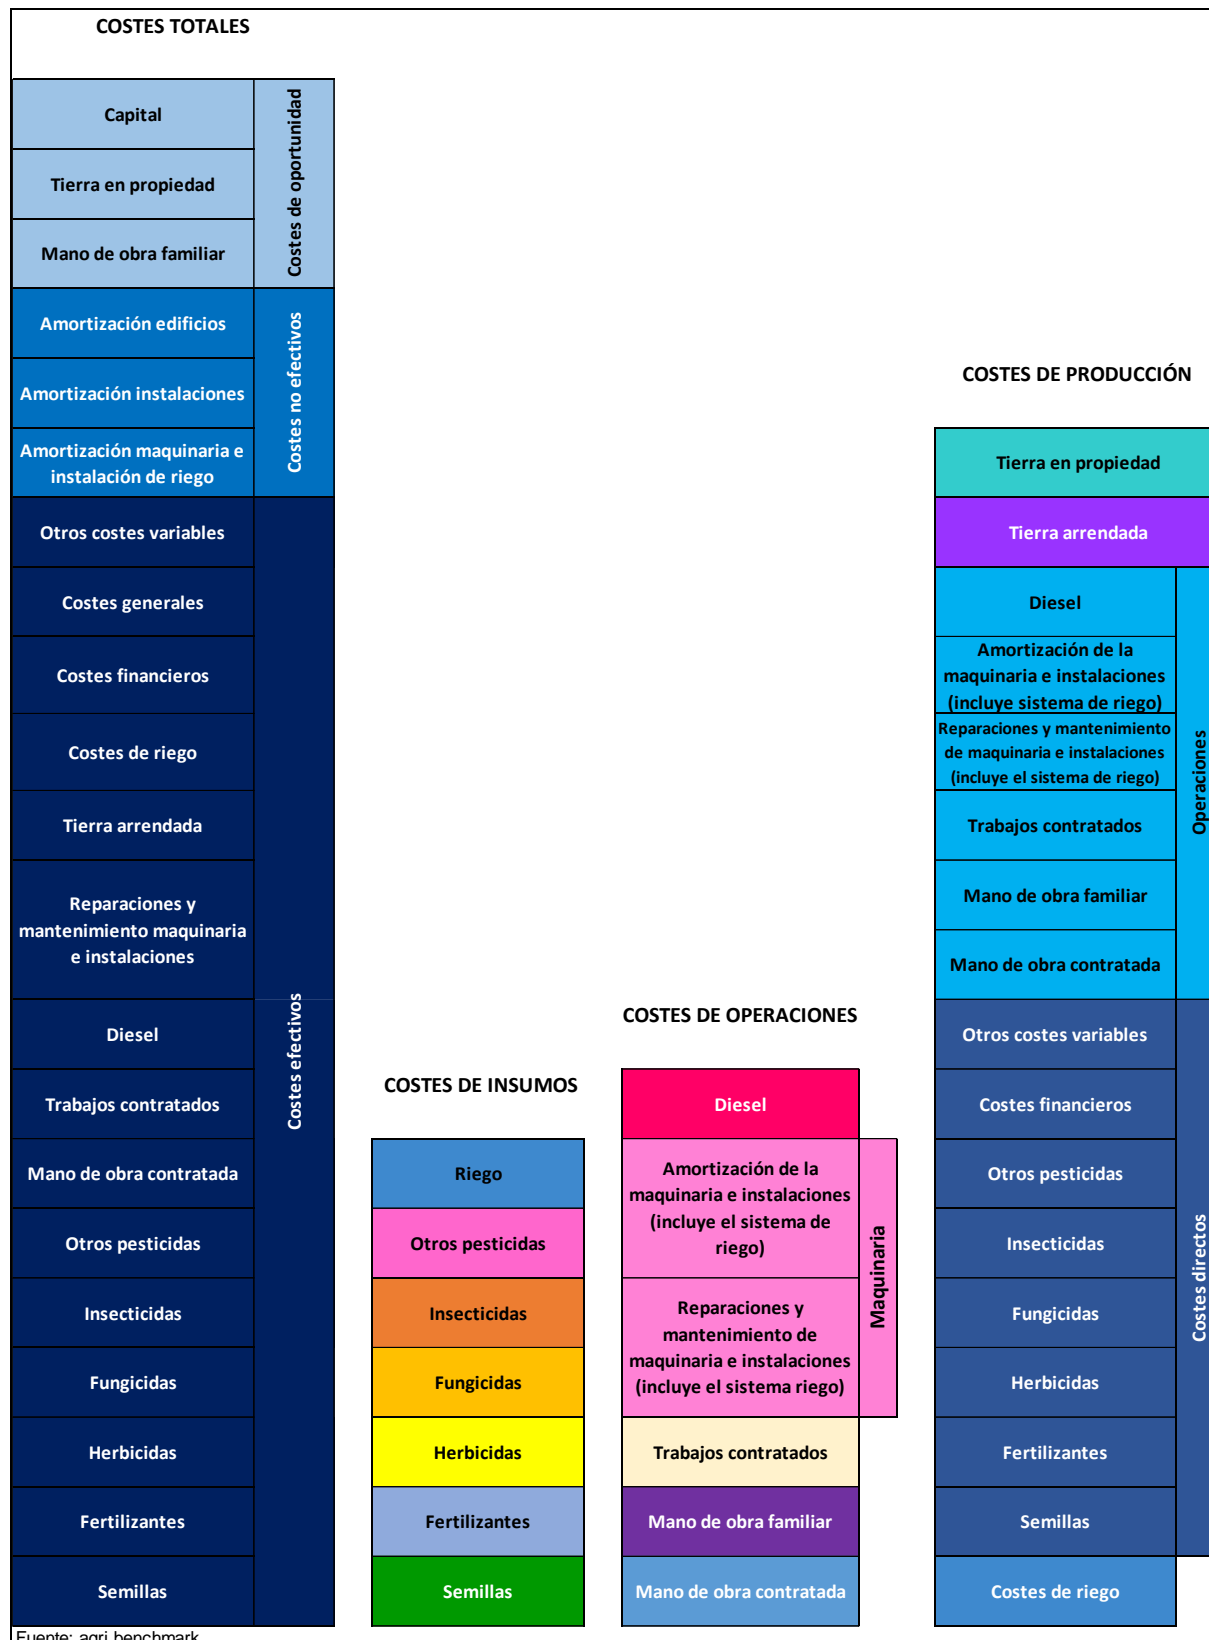 COSTES TOTALES
Capital
Tierra en propiedad
Mano de obra familiar
Costes de oportunidad
Amortización edificios
Amortización instalaciones
Amortización maquinaria e
instalación de riego
Costes no efectivos
Otros costes variables
Costes generales
Costes financieros
Costes de riego
Tierra arrendada
Reparaciones y
mantenimiento maquinaria
e instalaciones
Diesel
Trabajos contratados
Mano de obra contratada
Otros pesticidas
Insecticidas
Fungicidas
Herbicidas
Fertilizantes
Semillas
Costes efectivos
COSTES DE INSUMOS
Riego
Otros pesticidas
Insecticidas
Fungicidas
Herbicidas
Fertilizantes
Semillas
COSTES DE OPERACIONES
Diesel
Amortización de la
maquinaria e instalaciones
(incluye el sistema de
riego)
Reparaciones y
mantenimiento de
maquinaria e instalaciones
(incluye el sistema riego)
Maquinaria
Trabajos contratados
Mano de obra familiar
Mano de obra contratada
COSTES DE PRODUCCIÓN
Tierra en propiedad
Tierra arrendada
Diesel
Amortización de la
maquinaria e instalaciones
(incluye sistema de riego)
Reparaciones y mantenimiento
de maquinaria e instalaciones
(incluye el sistema de riego)
Trabajos contratados
Mano de obra familiar
Mano de obra contratada
Operaciones
Otros costes variables
Costes financieros
Otros pesticidas
Insecticidas
Fungicidas
Herbicidas
Fertilizantes
Semillas
Costes directos
Costes de riego
Fuente: agri benchmark